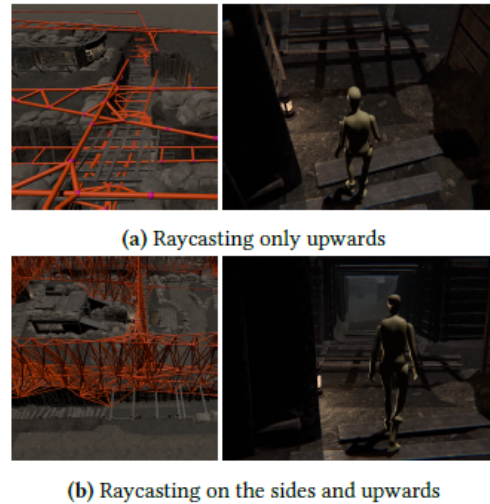 (a) Raycasting only upwards
(b) Raycasting on the sides and upwards